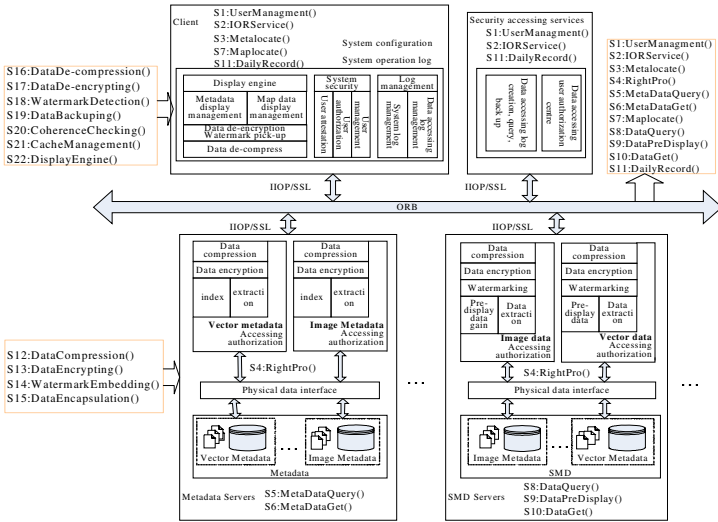 Client
S1:UserManagment()
S2:IORService()
S3:Metalocate()
S7:Maplocate()
S11:DailyRecord()
System configuration
System operation log
Display engine
Metadata
display
management
Map data
display
management
Data de-encryption
Watermark pick-up
Data de-compress
System
security
User attestation
User
authorization
User
management
Log
management
System log
management
Data accessing
log
management
Security accessing services
S1:UserManagment()
S2:IORService()
S11:DailyRecord()
Data accessing log
creation, query,
back up
Data accessing
user authorization
centre
S1:UserManagment()
S2:IORService()
S3:Metalocate()
S4:RightPro()
S5:MetaDataQuery()
S6:MetaDataGet()
S7:Maplocate()
S8:DataQuery()
S9:DataPreDisplay()
S10:DataGet()
S11:DailyRecord()
S16:DataDe-compression()
S17:DataDe-encrypting()
S18:WatermarkDetection()
S19:DataBackuping()
S20:CoherenceChecking()
S21:CacheManagement()
S22:DisplayEngine()
IIOP/SSL
IIOP/SSL
ORB
IIOP/SSL
IIOP/SSL
Data
compression
Data encryption
index
extracti
on
Vector metadata
Accessing
authorization
Data
compression
Data encryption
index
extracti
on
Image Metadata
Accessing
authorization
S4:RightPro()
Physical data interface
Vector Metadata
...
Image Metadata
Metadata
Metadata Servers
S5:MetaDataQuery()
S6:MetaDataGet()
S12:DataCompression()
S13:DataEncrypting()
S14:WatermarkEmbedding()
S15:DataEncapsulation()
...
Data
compression
Data encryption
Watermarking
Pre-
display
data
gain
Data
extracti
on
Image data
Accessing
authorization
Data
compression
Data encryption
Watermarking
Pre-
display
data
Data
extracti
on
Vector data
Accessing
authorization
S4:RightPro()
Physical data interface
Image Metadata
...
Vector Metadata
SMD
SMD Servers
S8:DataQuery()
S9:DataPreDisplay()
S10:DataGet()
...